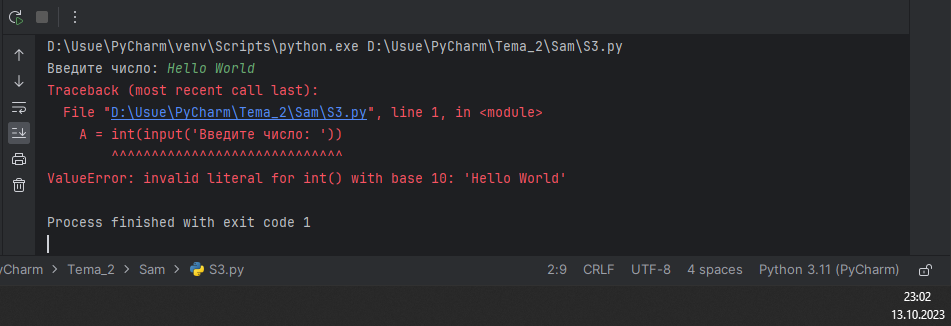 D:\Usue\PyCharm\venv\Scripts\python.exe D:\Usue\PyCharm\Tema_2\Sam\S3.py
Введите число: Hello World
Traceback (most recent call last):
  File "D:\Usue\PyCharm\Tema_2\Sam\S3.py", line 1, in <module>
    A = int(input('Введите число: '))
        ^^^^^^^^^^^^^^^^^^^^^^^^^^^^^
ValueError: invalid literal for int() with base 10: 'Hello World'
Process finished with exit code 1
yCharm > Tema_2 > Sam > S3.py 2:9 CRLF UTF-8 4 spaces Python 3.11 (PyCharm)
23:02
13.10.2023